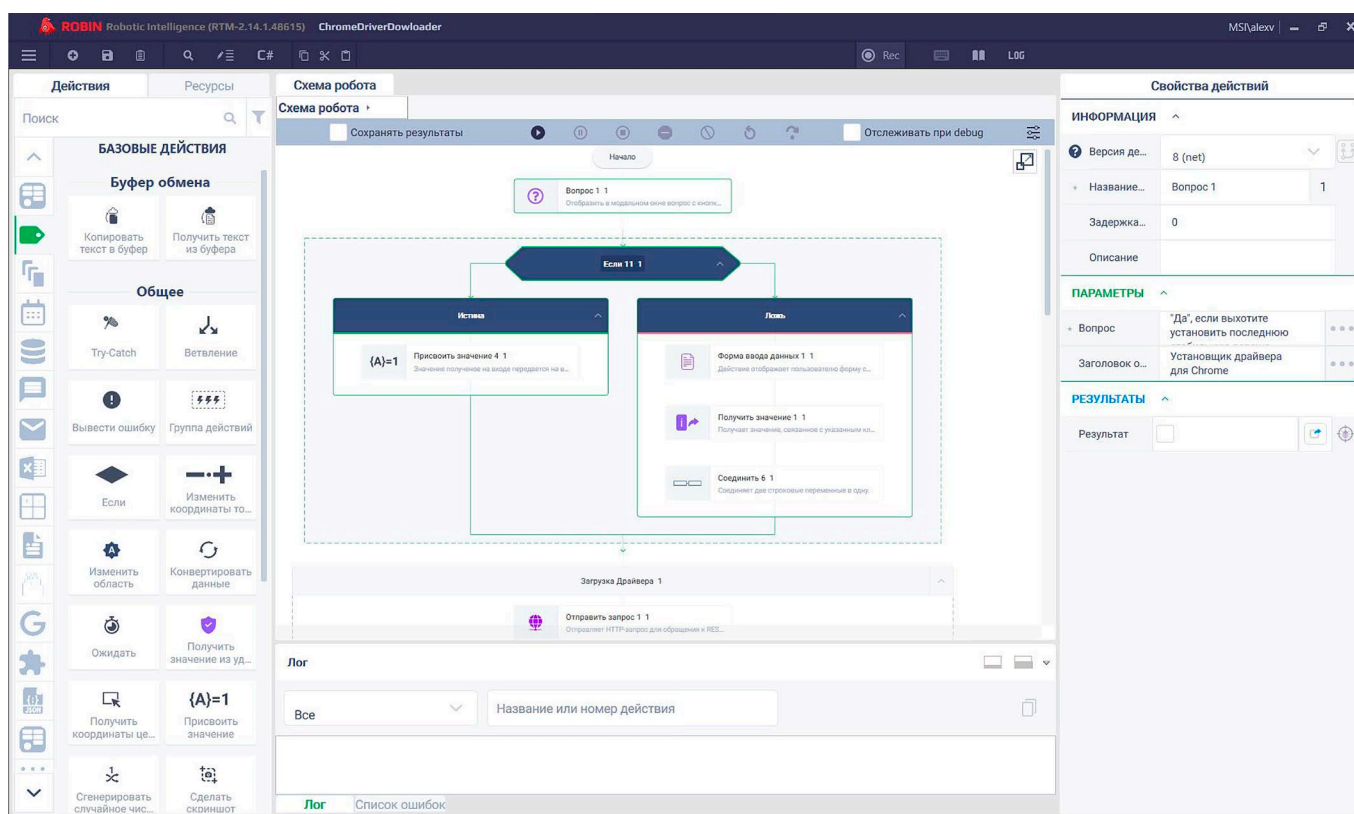 ROBIN Robotic Intelligence (RTM-2.14.1.48615) ChromeDriverDowloader
MSI\alexv
C#
Rec
LOG
Действия
Ресурсы
Поиск
БАЗОВЫЕ ДЕЙСТВИЯ
Буфер обмена
Копировать
текст в буфер
Получить текст
из буфера
Общее
Try-Catch
Ветвление
Вывести ошибку
Группа действий
Если
Изменить
координаты то...
Изменить
область
Конвертировать
данные
Ожидать
Получить
значение из уд...
Получить
координаты це...
{A}=1
Присвоить
значение
Сгенерировать
случайное чис...
Сделать
скриншот
JSON
Схема робота
Схема робота
Сохранять результаты
Отслеживать при debug
Начало
Вопрос 1 1
Отобразить в модальном окне вопрос с кнопк...
Если 11 1
Истина
{A}=1
Присвоить значение 4 1
Значение полученое на входе передается на в...
Ложь
Форма ввода данных 1 1
Действие отображает пользователю форму с...
Получить значение 1 1
Получает значение, связанное с указанным кл...
Соединить 6 1
Соединяет две строковые переменные в одну.
Загрузка Драйвера 1
Отправить запрос 1 1
Отправляет HTTP-запрос для обращения к RES...
Лог
Все
Название или номер действия
Лог
Список ошибок
Свойства действий
ИНФОРМАЦИЯ
Версия де...
8 (net)
Название...
Вопрос 1
1
Задержка...
0
Описание
ПАРАМЕТРЫ
Вопрос
"Да", если выхотите
установить последнюю
Заголовок о...
Установщик драйвера
для Chrome
РЕЗУЛЬТАТЫ
Результат